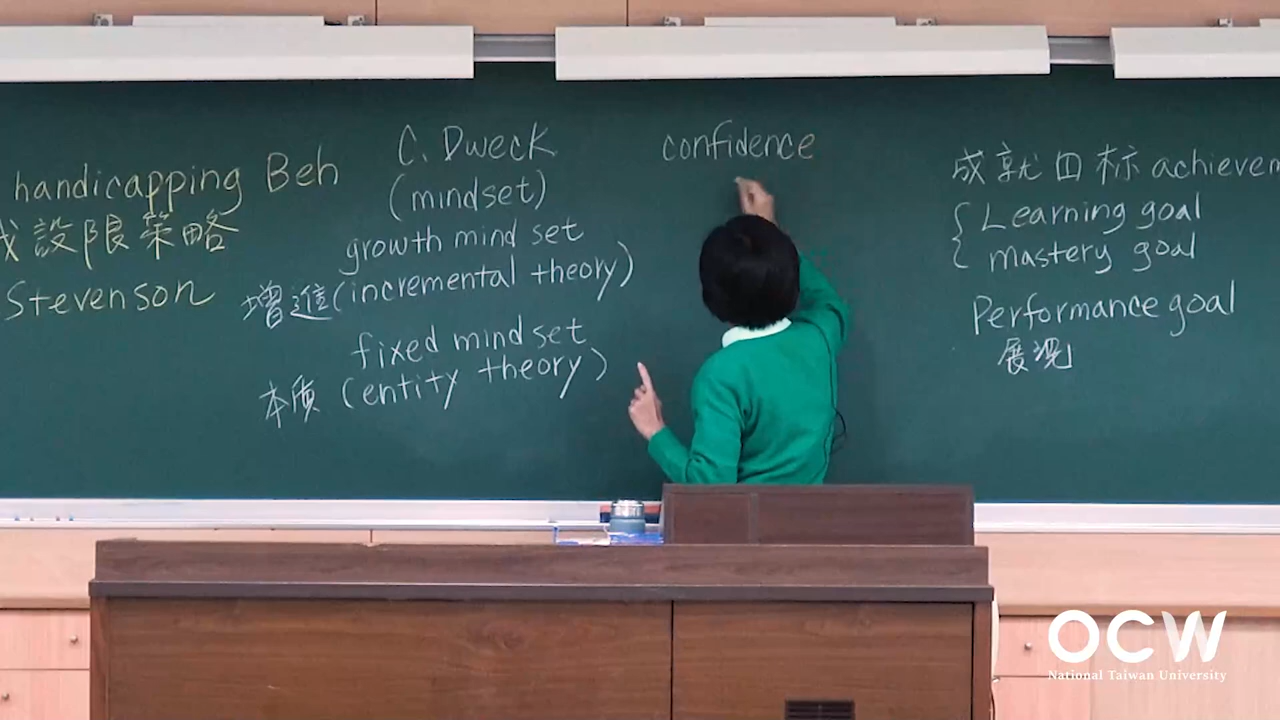 handicapping Beh
我設限策略
Stevenson
C. Dweck
(mindset)
growth mind set
增進(incremental theory)
fixed mind set
本质 (entity theory)
confidence
成就目标 achievem
Learning goal
mastery goal
Performance goal
展現
OCW
National Taiwan University